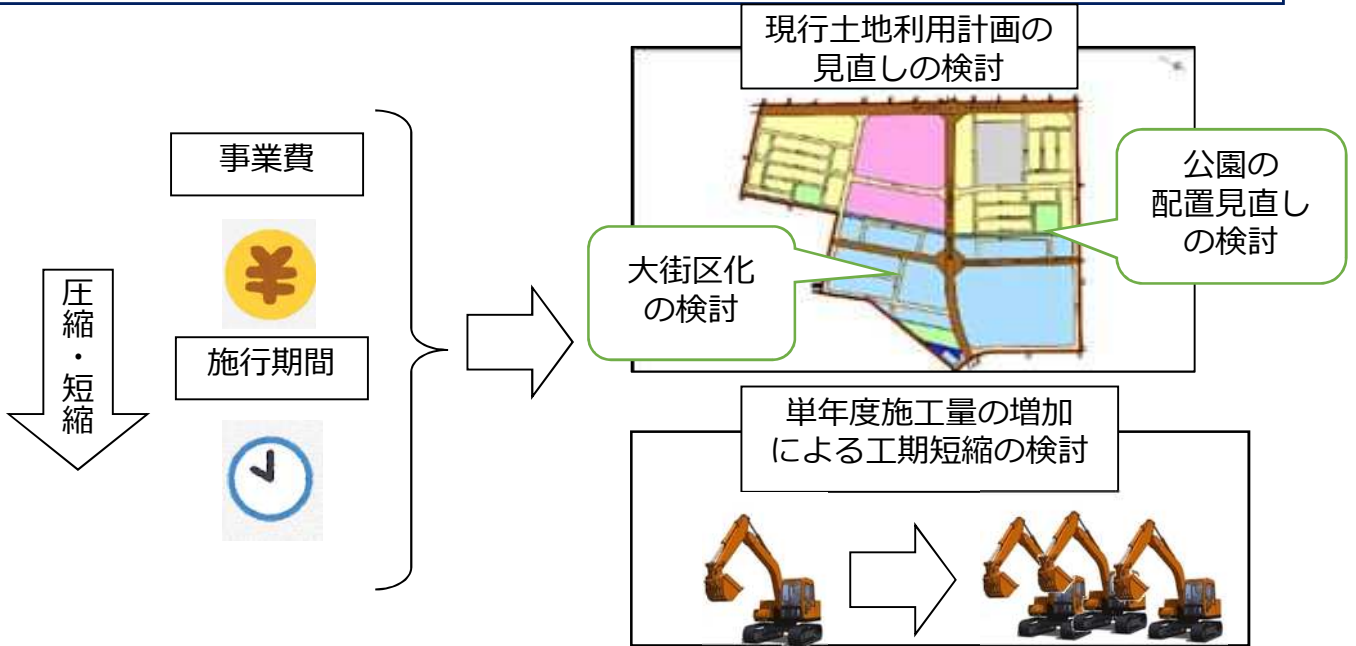 現行土地利用計画の
見直しの検討
事業費
公園の
配置見直し
の検討
大街区化
の検討
圧縮・短縮
施行期間
単年度施工量の増加
による工期短縮の検討